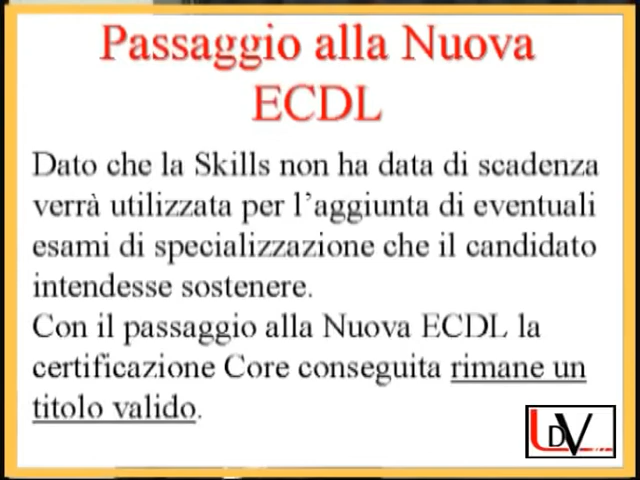 Passaggio alla Nuova
ECDL
Dato che la Skills non ha data di scadenza
verrà utilizzata per l'aggiunta di eventuali
esami di specializzazione che il candidato
intendesse sostenere.
Con il passaggio alla Nuova ECDL la
certificazione Core conseguita rimane un
titolo valido.
UDV